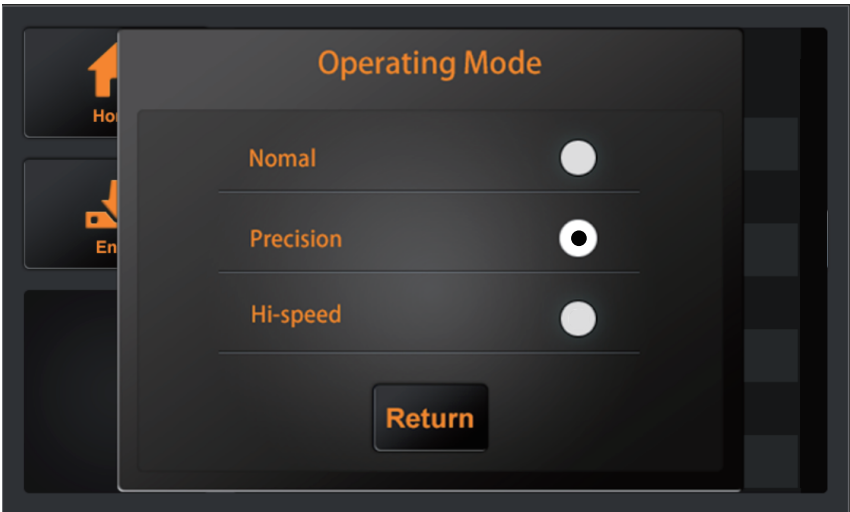 Operating Mode
Nomal
Precision
Hi-speed
Return